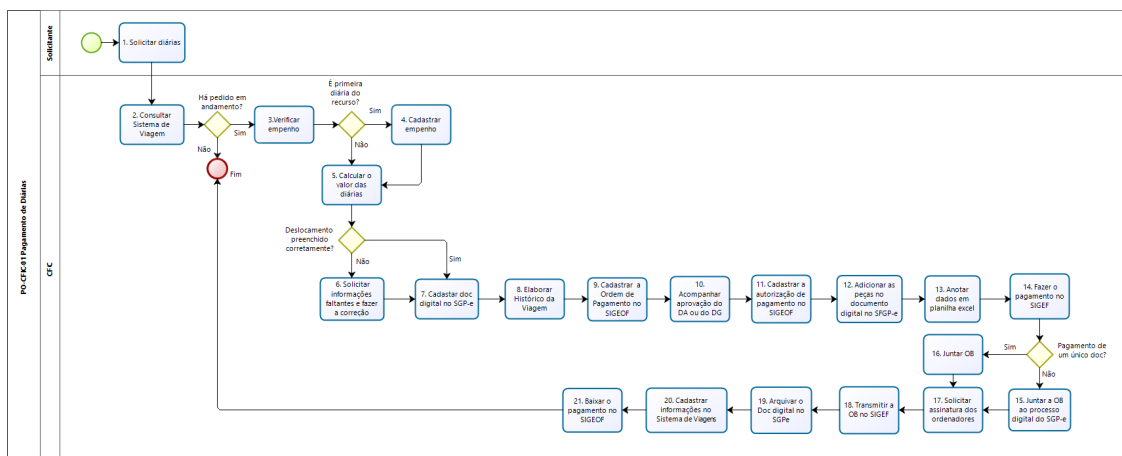 PO-CFIC-01 Pagamento de Diárias
Solicitante
1. Solicitar diárias
CFC
2. Consultar
Sistema de
Viagem
Há pedido em
andamento?
Sim
Não
Fim
3.Verificar
empenho
É primeira
diária do
recurso?
Sim
Não
4. Cadastrar
empenho
5. Calcular o
valor das
diárias
Deslocamento
preenchido
corretamente?
Não
Sim
6. Solicitar
informações
faltantes e fazer
a correção
7. Cadastar doc
digital no SGP-e
8. Elaborar
Histórico da
Viagem
9. Cadastrar a
Ordem de
Pagamento no
SIGEOF
10.
Acompanhar
aprovação do
DA ou do DG
11. Cadastrar a
autorização de
pagamento no
SIGEOF
12. Adicionar as
peças no
documento
digital no SFGP-e
13. Anotar
dados em
planilha excel
14. Fazer o
pagamento no
SIGEF
Pagamento de
um único doc?
Sim
Não
16. Juntar OB
15. Juntar a OB
ao processo
digital do SGP-e
17. Solicitar
assinatura dos
ordenadores
18. Transmitir a
OB no SIGEF
19. Arquivar o
Doc digital no
SGPe
20. Cadastrar
informações no
Sistema de Viagens
21. Baixar o
pagamento no
SIGEOF